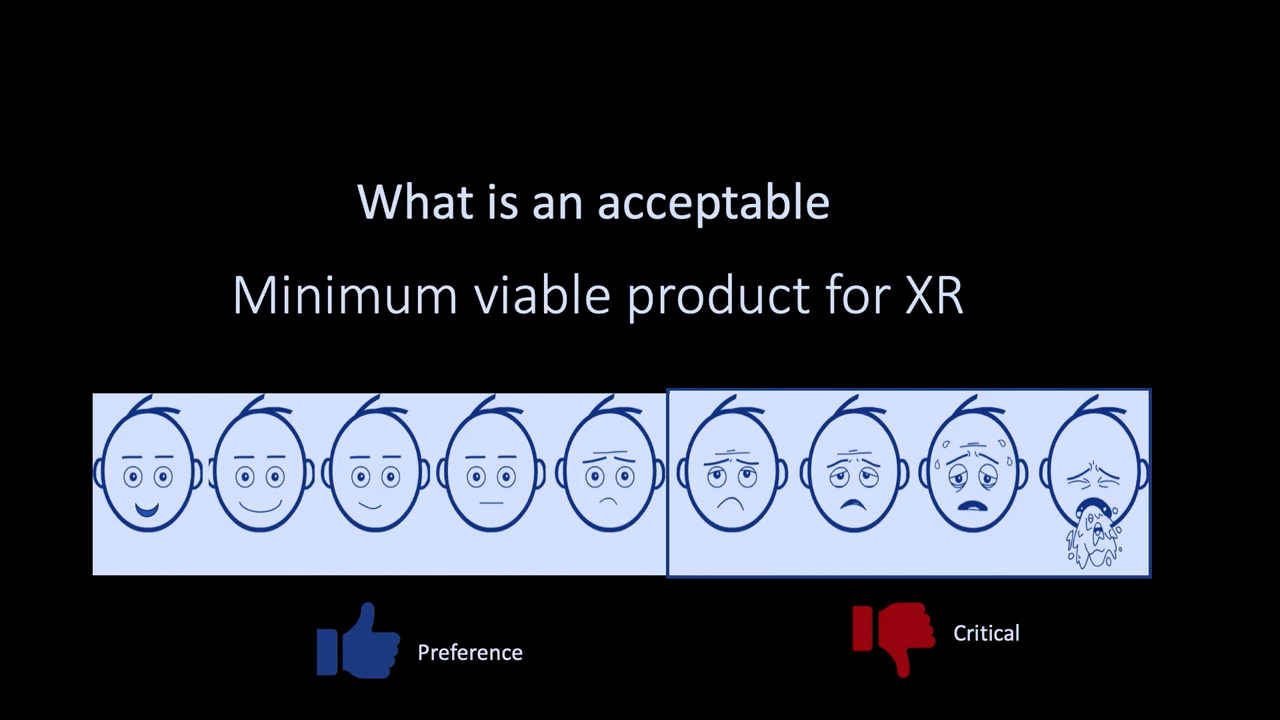 What is an acceptable
Minimum viable product for XR
Preference
Critical